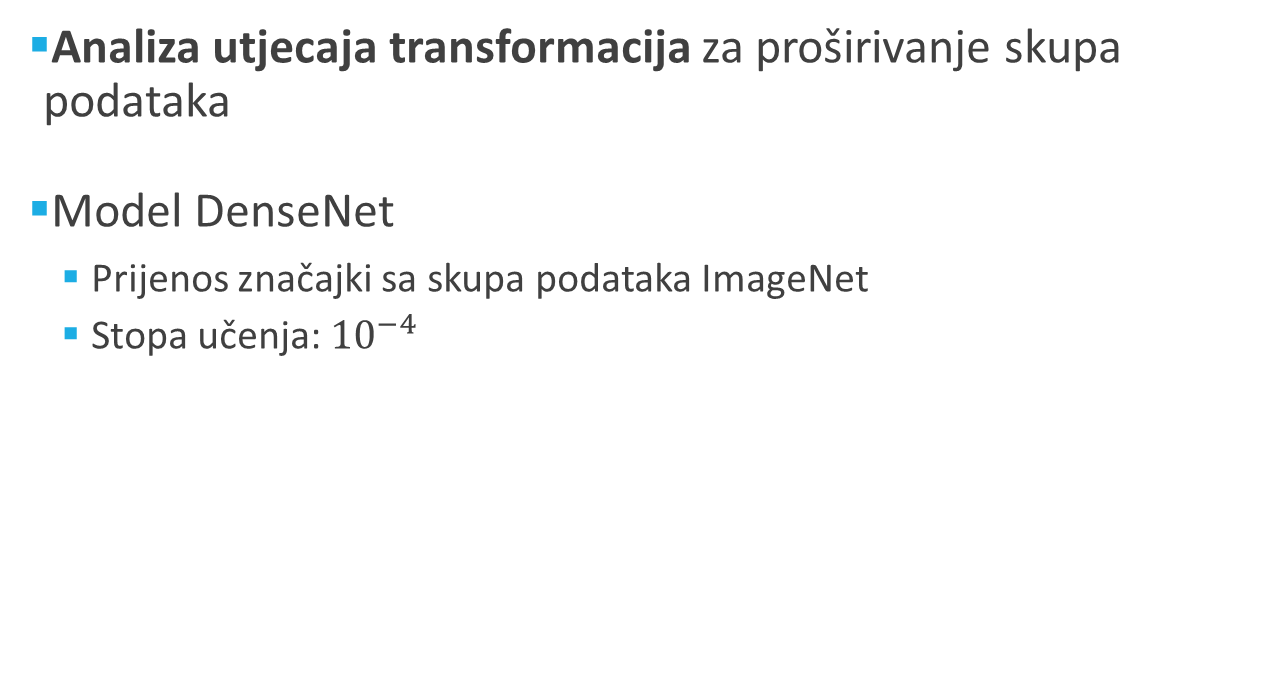 ▪Analiza utjecaja transformacija za proširivanje skupa
podataka
▪Model DenseNet
▪ Prijenos značajki sa skupa podataka ImageNet
▪ Stopa učenja: 10⁻⁴